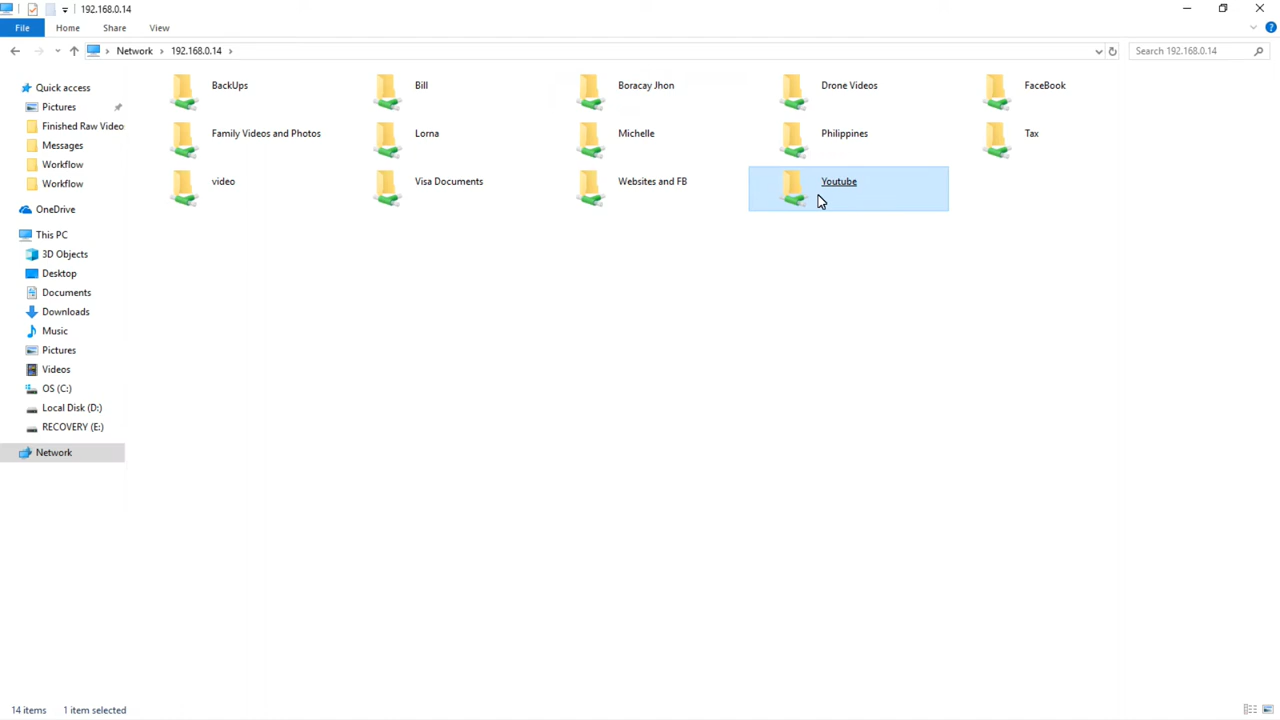 192.168.0.14
File Home Share View
Network 192.168.0.14 Search 192.168.0.14
Quick access
Pictures
Finished Raw Video
Messages
Workflow
Workflow
OneDrive
This PC
3D Objects
Desktop
Documents
Downloads
Music
Pictures
Videos
OS (C:)
Local Disk (D:)
RECOVERY (E:)
Network
BackUps Bill Boracay Jhon Drone Videos FaceBook
Family Videos and Photos Lorna Michelle Philippines Tax
video Visa Documents Websites and FB Youtube
14 items 1 item selected